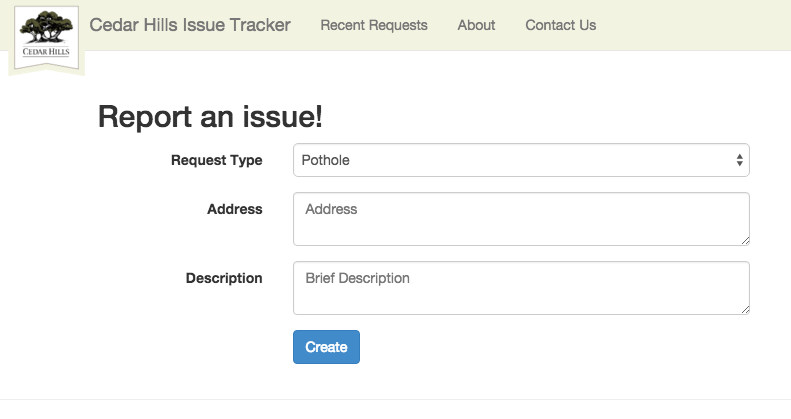 CEDAR HILLS
Cedar Hills Issue Tracker Recent Requests About Contact Us
Report an issue!
Request Type Pothole
Address Address
Description Brief Description
Create